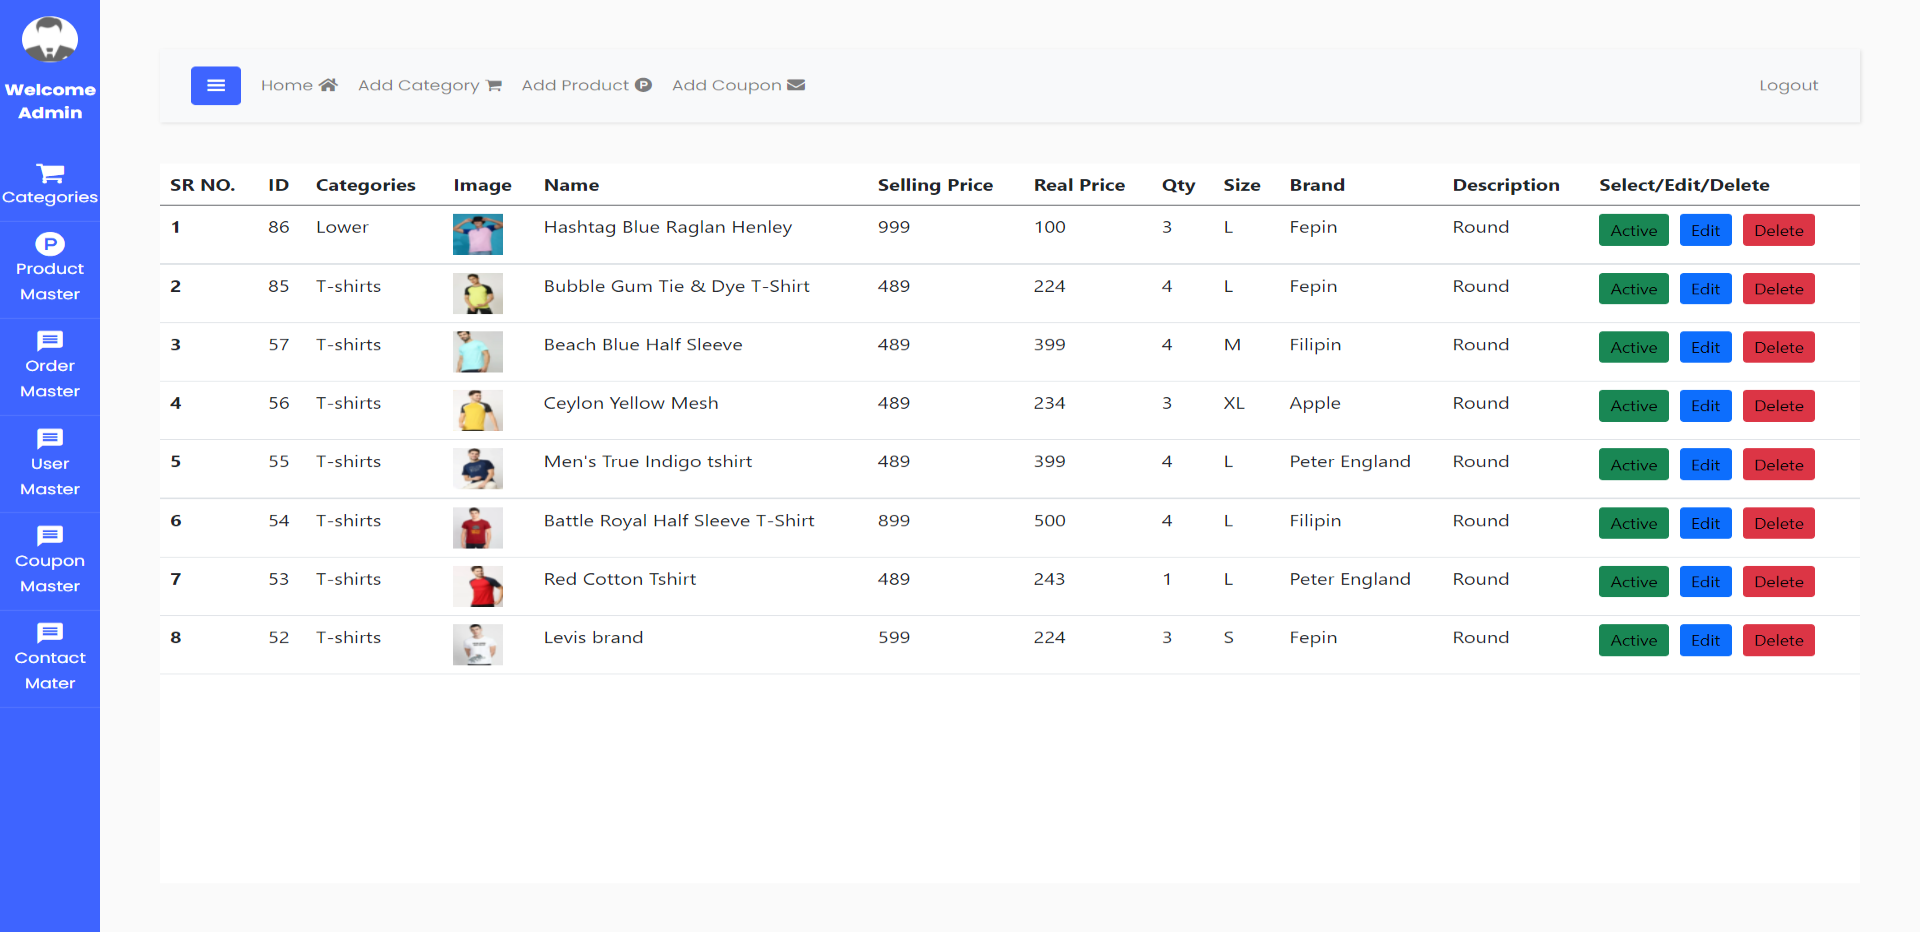 Welcome
Admin
Categories
Product
Master
Order
Master
User
Master
Coupon
Master
Contact
Mater
Home Add Category Add Product P Add Coupon Logout
SR NO. ID Categories Image Name Selling Price Real Price Qty Size Brand Description Select/Edit/Delete
1 86 Lower Hashtag Blue Raglan Henley 999 100 3 L Fepin Round Active Edit Delete
2 85 T-shirts Bubble Gum Tie & Dye T-Shirt 489 224 4 L Fepin Round Active Edit Delete
3 57 T-shirts Beach Blue Half Sleeve 489 399 4 M Filipin Round Active Edit Delete
4 56 T-shirts Ceylon Yellow Mesh 489 234 3 XL Apple Round Active Edit Delete
5 55 T-shirts Men's True Indigo tshirt 489 399 4 L Peter England Round Active Edit Delete
6 54 T-shirts Battle Royal Half Sleeve T-Shirt 899 500 4 L Filipin Round Active Edit Delete
7 53 T-shirts Red Cotton Tshirt 489 243 1 L Peter England Round Active Edit Delete
8 52 T-shirts Levis brand 599 224 3 S Fepin Round Active Edit Delete